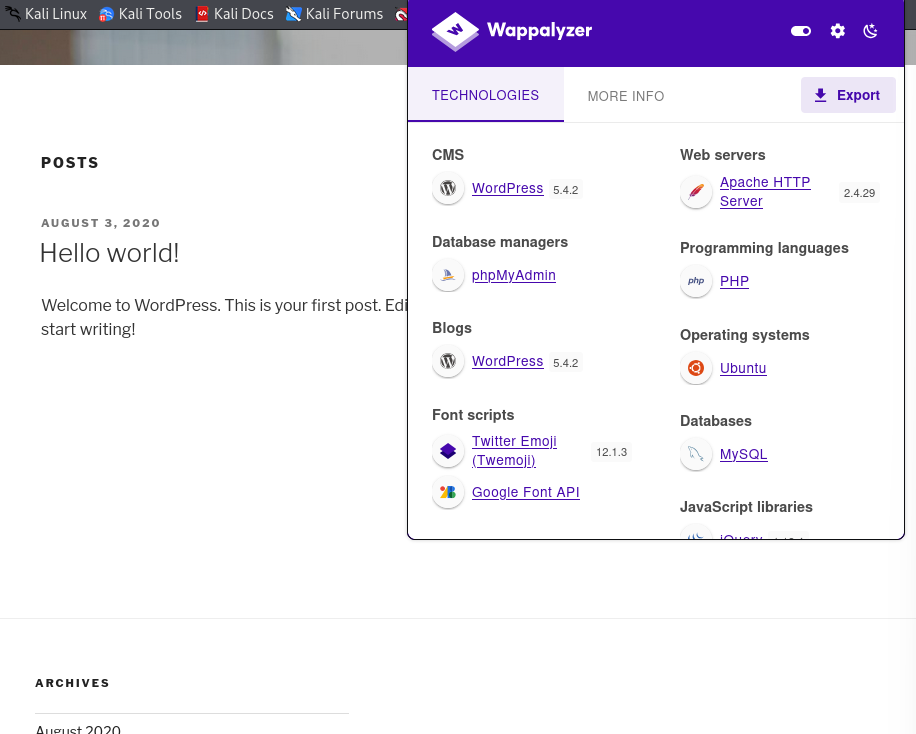 Kali Linux Kali Tools Kali Docs Kali Forums
Wappalyzer
TECHNOLOGIES MORE INFO Export
CMS
WordPress 5.4.2
Database managers
phpMyAdmin
Blogs
WordPress 5.4.2
Font scripts
Twitter Emoji
(Twemoji)
12.1.3
Google Font API
Web servers
Apache HTTP
Server
2.4.29
Programming languages
php PHP
Operating systems
Ubuntu
Databases
MySQL
JavaScript libraries
jQuery
POSTS
AUGUST 3, 2020
Hello world!
Welcome to WordPress. This is your first post. Edi
start writing!
ARCHIVES
August 2020